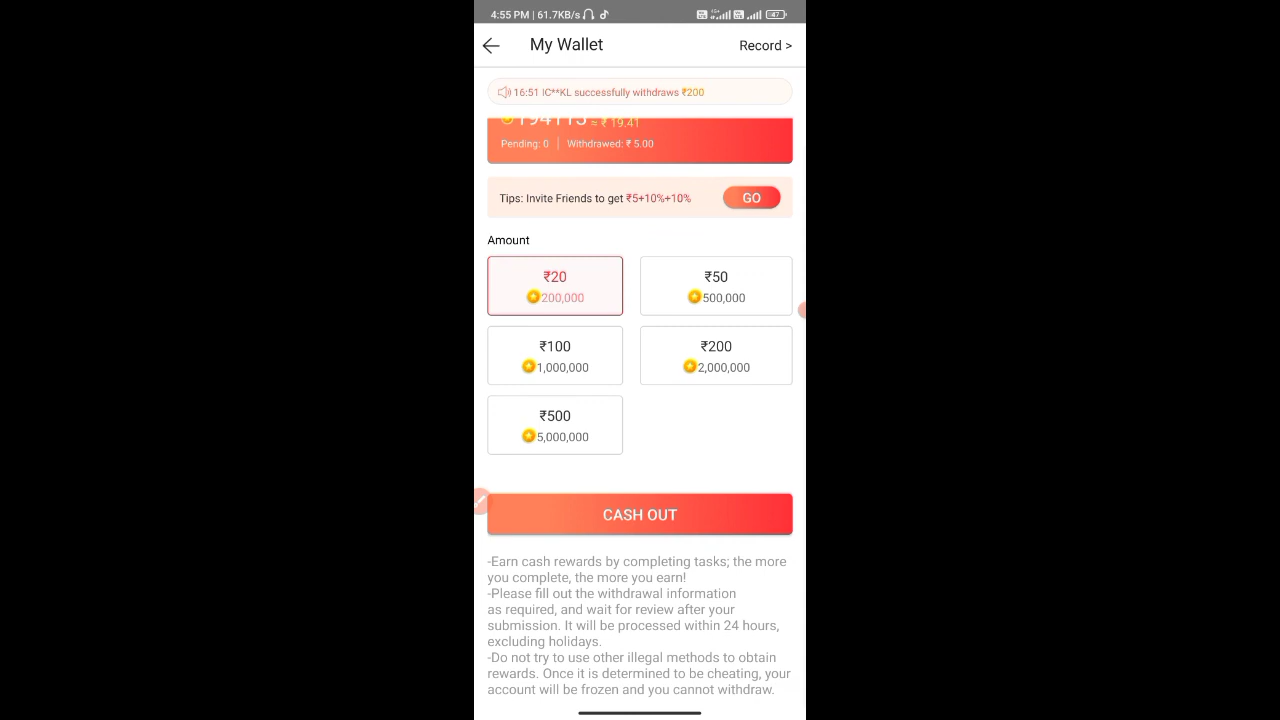 4:55 PM | 61.7KB/s
47
My Wallet
Record >
16:51 IC**KL successfully withdraws ₹200
194115 ≈ ₹ 19.41
Pending: 0 | Withdrawed: ₹ 5.00
Tips: Invite Friends to get ₹5+10%+10%
GO
Amount
₹20
200,000
₹50
500,000
₹100
1,000,000
₹200
2,000,000
₹500
5,000,000
CASH OUT
-Earn cash rewards by completing tasks; the more
you complete, the more you earn!
-Please fill out the withdrawal information
as required, and wait for review after your
submission. It will be processed within 24 hours,
excluding holidays.
-Do not try to use other illegal methods to obtain
rewards. Once it is determined to be cheating, your
account will be frozen and you cannot withdraw.